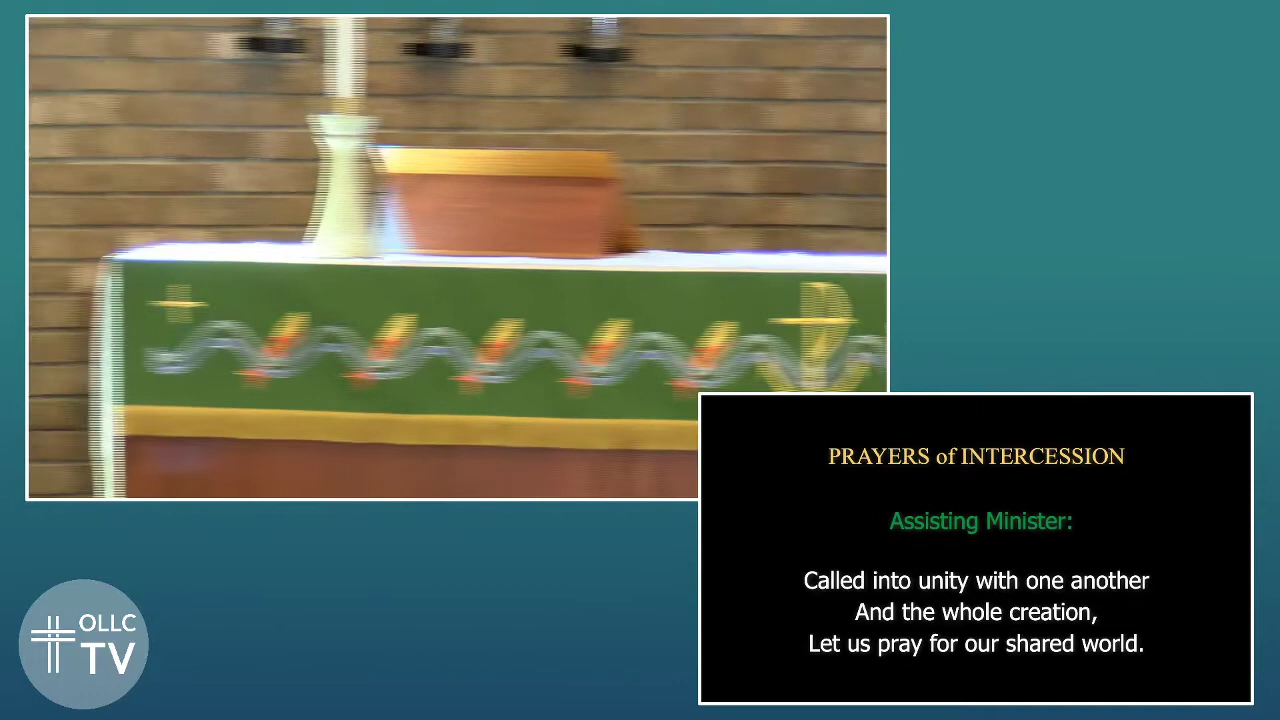 PRAYERS of INTERCESSION
Assisting Minister:
Called into unity with one another
And the whole creation,
Let us pray for our shared world.
OLLC
TV